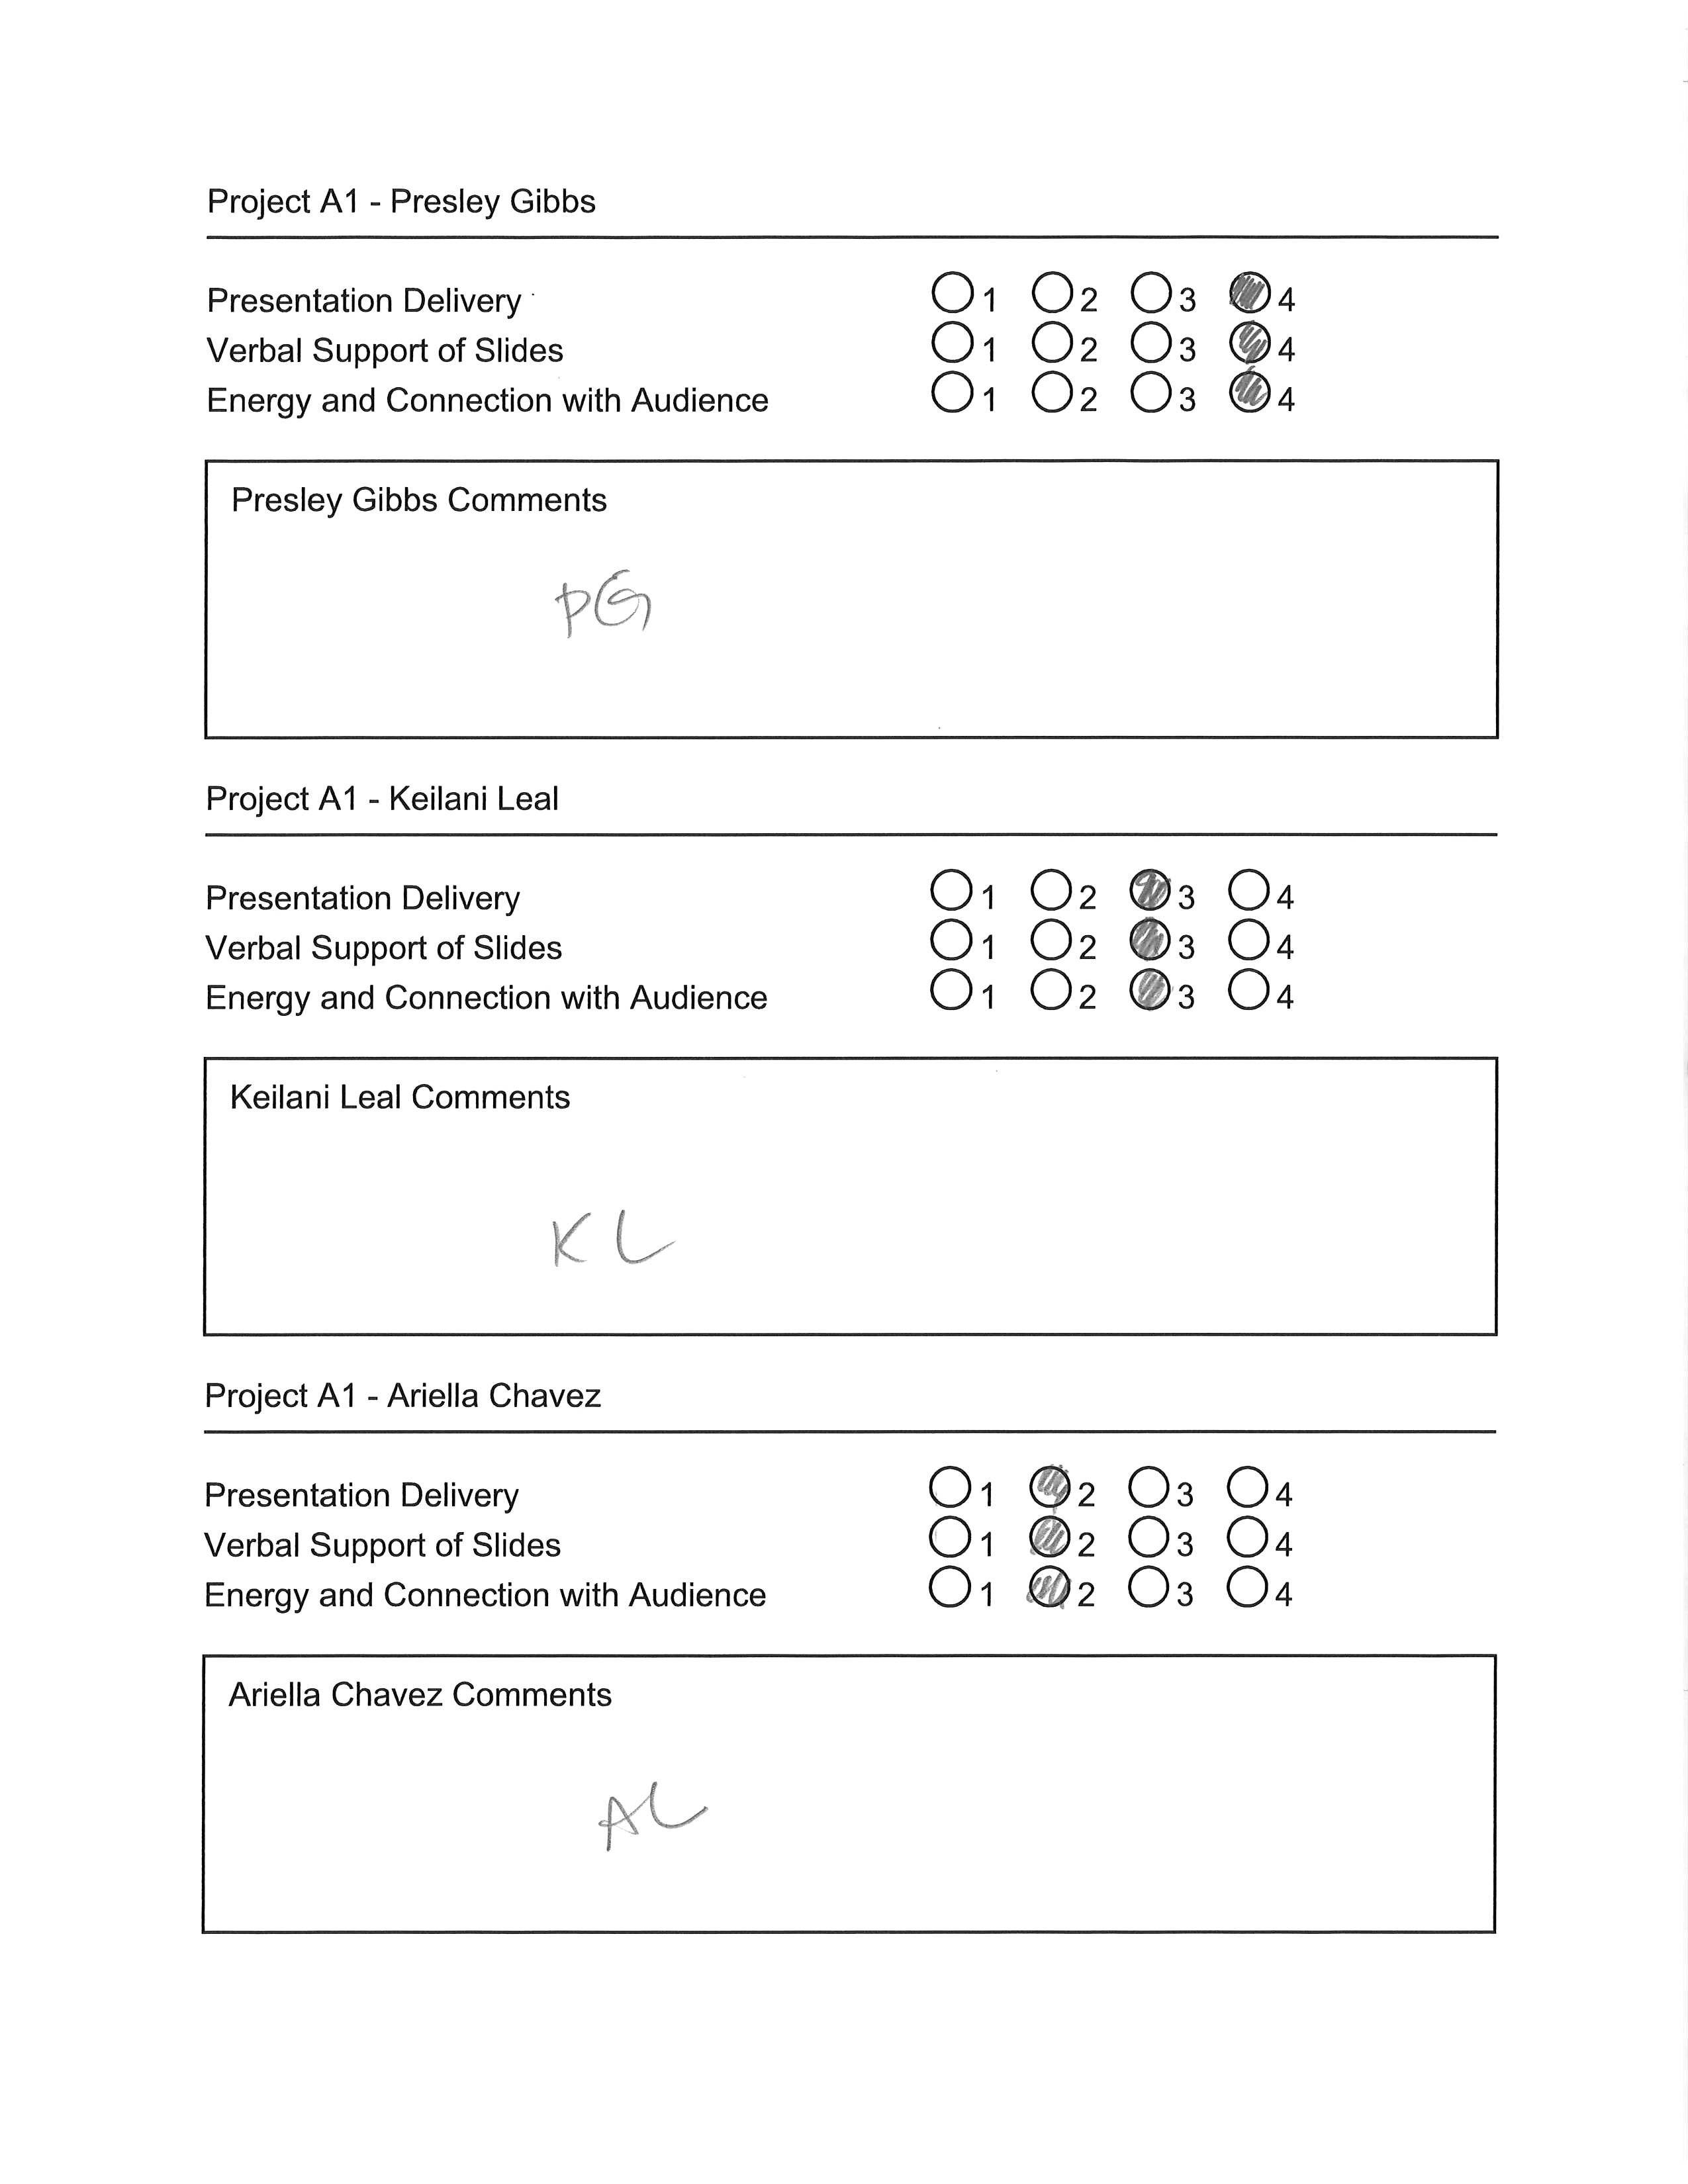 Project A1 - Presley Gibbs
Presentation Delivery 1 2 3 4
Verbal Support of Slides 1 2 3 4
Energy and Connection with Audience 1 2 3 4
Presley Gibbs Comments
PG
Project A1 - Keilani Leal
Presentation Delivery 1 2 3 4
Verbal Support of Slides 1 2 3 4
Energy and Connection with Audience 1 2 3 4
Keilani Leal Comments
KL
Project A1 - Ariella Chavez
Presentation Delivery 1 2 3 4
Verbal Support of Slides 1 2 3 4
Energy and Connection with Audience 1 2 3 4
Ariella Chavez Comments
AC